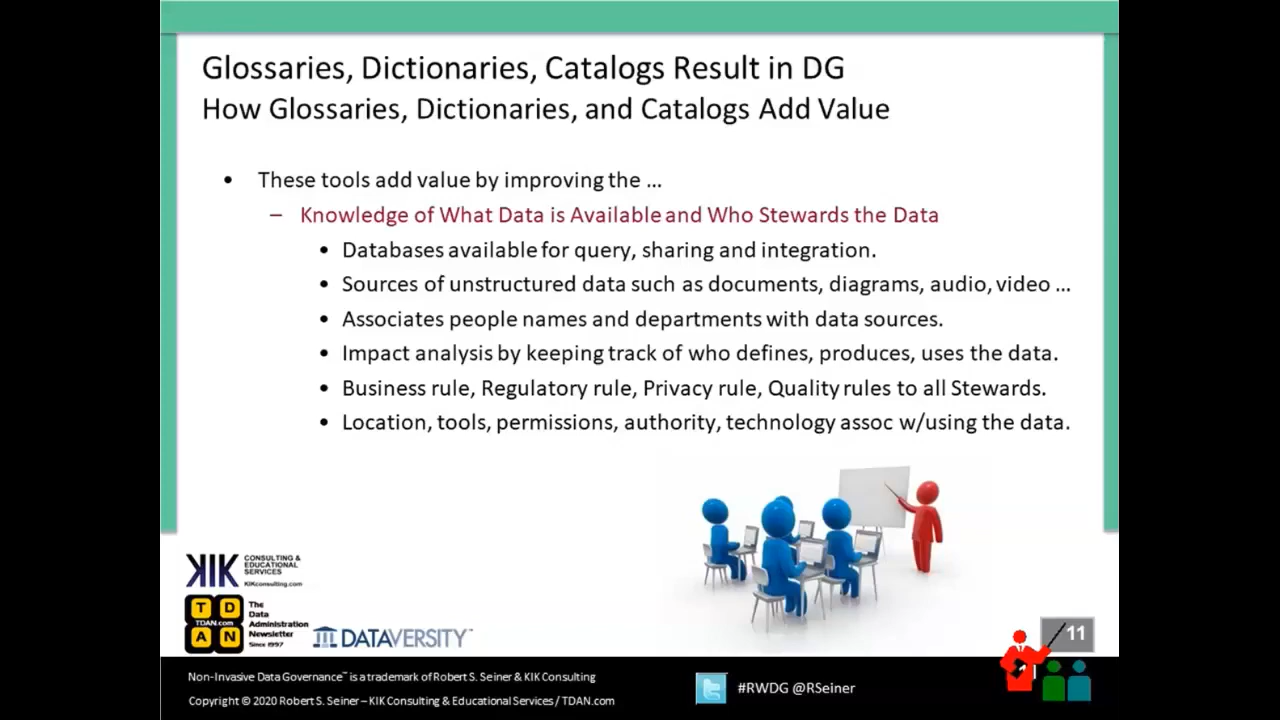 Glossaries, Dictionaries, Catalogs Result in DG
How Glossaries, Dictionaries, and Catalogs Add Value
• These tools add value by improving the ...
– Knowledge of What Data is Available and Who Stewards the Data
• Databases available for query, sharing and integration.
• Sources of unstructured data such as documents, diagrams, audio, video ...
• Associates people names and departments with data sources.
• Impact analysis by keeping track of who defines, produces, uses the data.
• Business rule, Regulatory rule, Privacy rule, Quality rules to all Stewards.
• Location, tools, permissions, authority, technology assoc w/using the data.
KIK
CONSULTING &
EDUCATIONAL
SERVICES
KIKconsulting.com
T D
TDAN.com
A N
The
Data
Administration
Newsletter
Since 1997
DATAVERSITY™
11
Non-Invasive Data Governance™ is a trademark of Robert S. Seiner & KIK Consulting
Copyright © 2020 Robert S. Seiner – KIK Consulting & Educational Services / TDAN.com
#RWDG @RSeiner